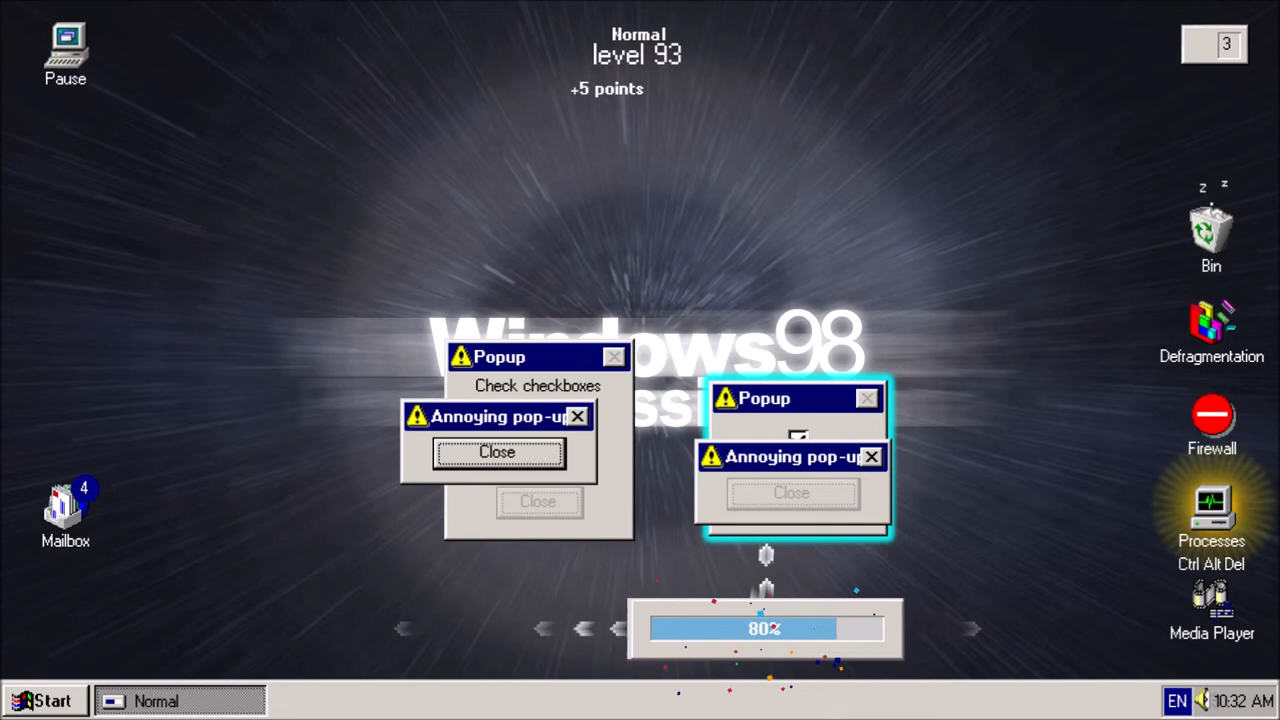 Normal
level 93
+5 points
3
Pause
z z
Bin
Defragmentation
Firewall
Processes
Ctrl Alt Del
Media Player
4
Mailbox
Windows98
Popup
Check checkboxes
Annoying pop-up
Close
Close
Popup
Annoying pop-up
Close
80%
Start
Normal
EN
10:32 AM